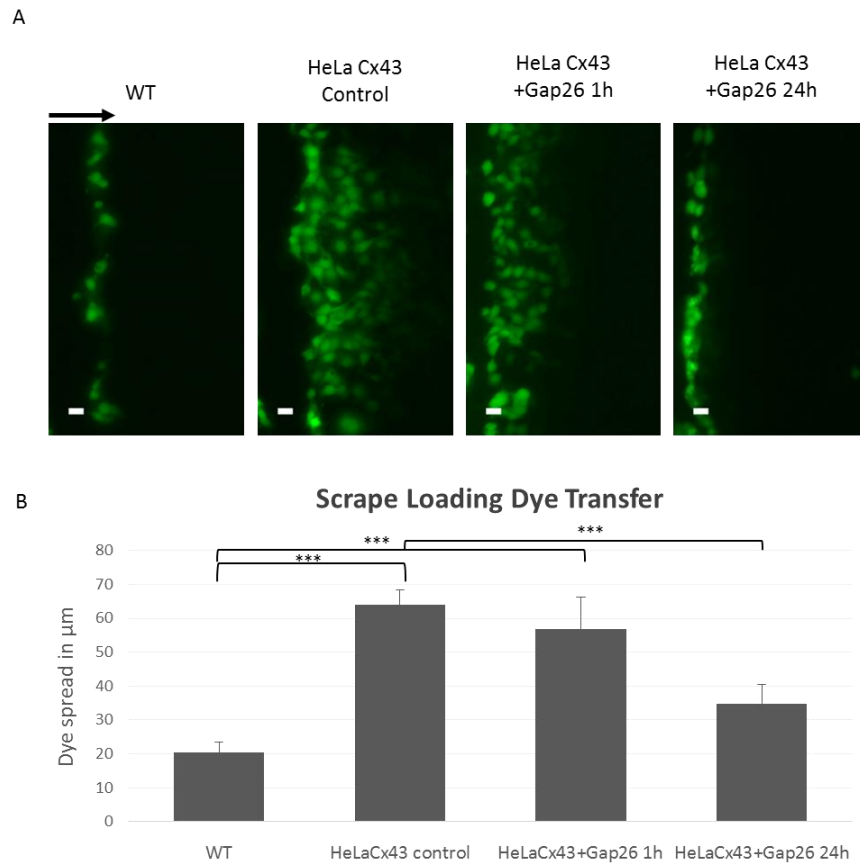 A
WT
HeLa Cx43
Control
HeLa Cx43
+Gap26 1h
HeLa Cx43
+Gap26 24h
B
Scrape Loading Dye Transfer
***
***
***
80
70
60
50
40
30
20
10
0
Dye spread in µm
WT
HeLaCx43 control
HeLaCx43+Gap26 1h
HeLaCx43+Gap26 24h